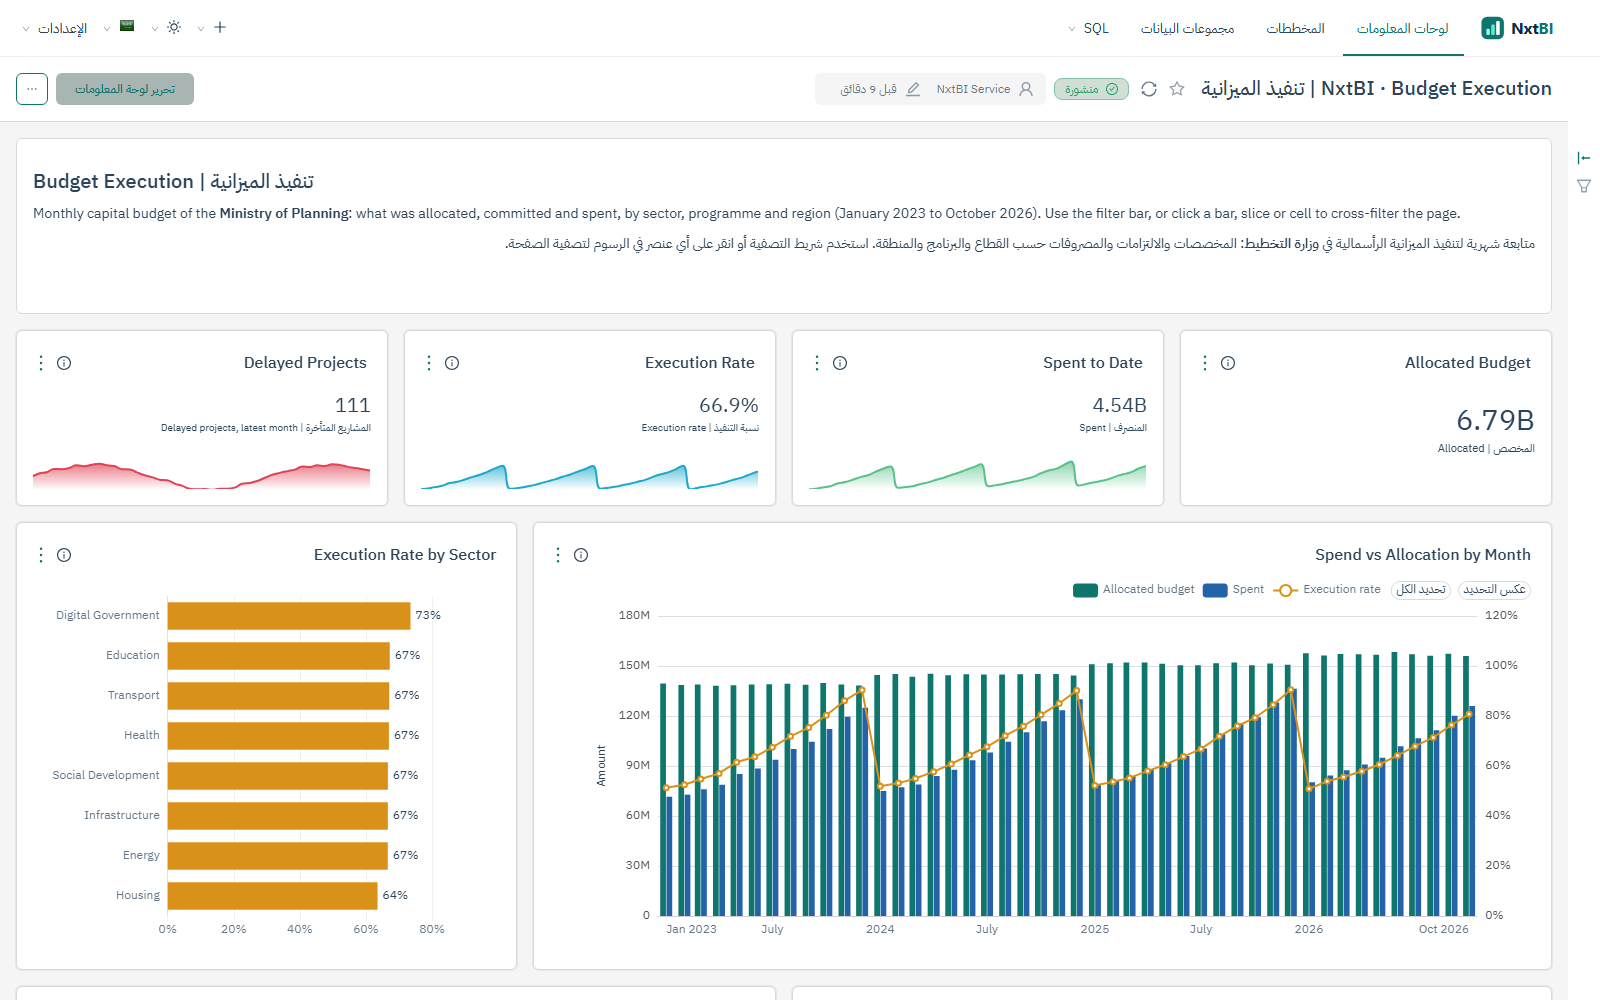 NxtBI
لوحات المعلومات
المخططات
مجموعات البيانات
SQL
الإعدادات
NxtBI · Budget Execution | تنفيذ الميزانية
منشورة
NxtBI Service
قبل 9 دقائق
تحرير لوحة المعلومات
...
Budget Execution | تنفيذ الميزانية
Monthly capital budget of the Ministry of Planning: what was allocated, committed and spent, by sector, programme and region (January 2023 to October 2026). Use the filter bar, or click a bar, slice or cell to cross-filter the page.
متابعة شهرية لتنفيذ الميزانية الرأسمالية في وزارة التخطيط: المخصصات والالتزامات والمصروفات حسب القطاع والبرنامج والمنطقة. استخدم شريط التصفية أو انقر على أي عنصر في الرسوم لتصفية الصفحة.
Allocated Budget
6.79B
Allocated | المخصص
Spent to Date
4.54B
Spent | المنصرف
Execution Rate
66.9%
Execution rate | نسبة التنفيذ
Delayed Projects
111
Delayed projects, latest month | المشاريع المتأخرة
Spend vs Allocation by Month
Allocated budget
Spent
Execution rate
تحديد الكل
عكس التحديد
180M
150M
120M
90M
60M
30M
0
Amount
120%
100%
80%
60%
40%
20%
0%
Jan 2023
July
2024
July
2025
July
2026
Oct 2026
Execution Rate by Sector
Digital Government 73%
Education 67%
Transport 67%
Health 67%
Social Development 67%
Infrastructure 67%
Energy 67%
Housing 64%
0% 20% 40% 60% 80%